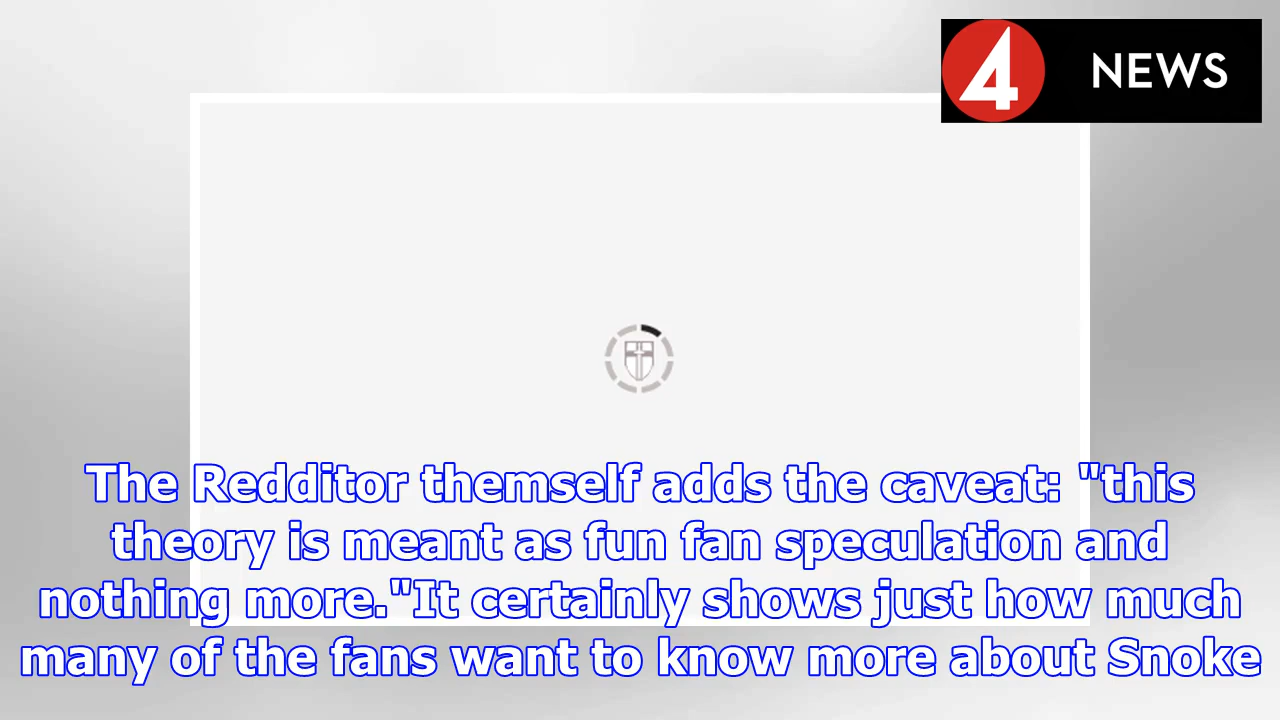 4 NEWS
The Redditor themself adds the caveat: "this
theory is meant as fun fan speculation and
nothing more."It certainly shows just how much
many of the fans want to know more about Snoke